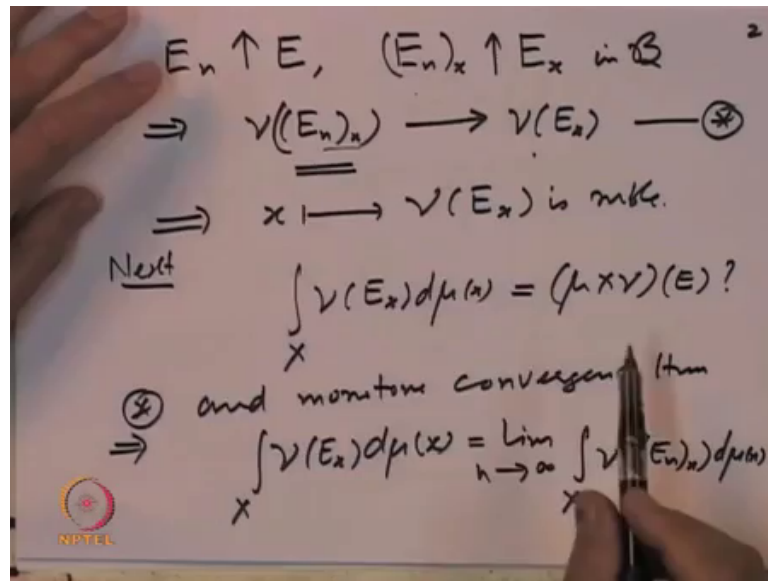 2
Eₙ ↑ E, (Eₙ)ₓ ↑ Eₓ in B
⇒ ν((Eₙ)ₓ) ⟶ ν(Eₓ) — ⊛
⇒ x ⟼ ν(Eₓ) is mble.
Next
∫_X ν(Eₓ)dμ(x) = (μ×ν)(E)?
⊛ and monotone convergen thm
⇒ ∫_X ν(Eₓ)dμ(x) = Lim_{n→∞} ∫_X ν (Eₙ)ₓ)dμ(x)
NPTEL